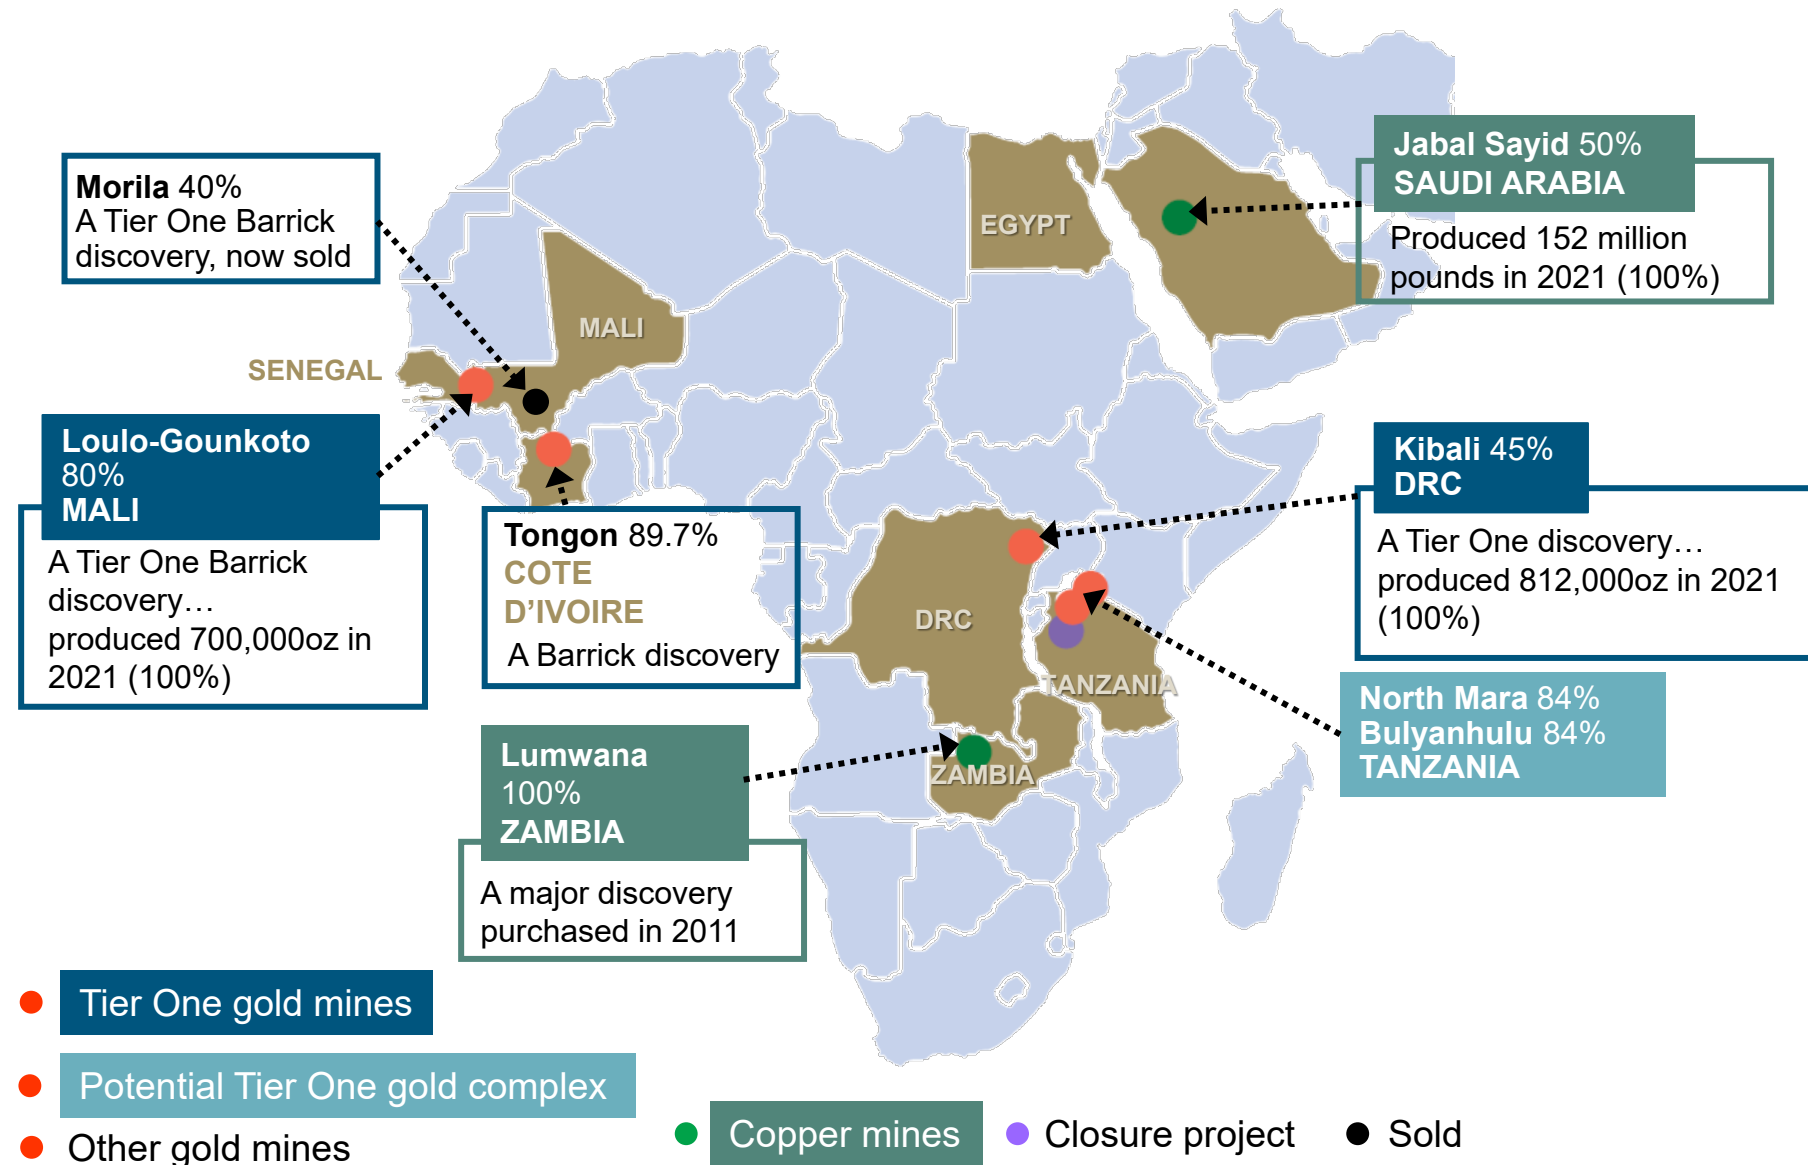 Morila 40%
A Tier One Barrick
discovery, now sold
Jabal Sayid 50%
SAUDI ARABIA
Produced 152 million
pounds in 2021 (100%)
EGYPT
MALI
SENEGAL
Loulo-Gounkoto
80%
MALI
A Tier One Barrick
discovery…
produced 700,000oz in
2021 (100%)
Tongon 89.7%
COTE
D’IVOIRE
A Barrick discovery
Kibali 45%
DRC
A Tier One discovery…
produced 812,000oz in 2021
(100%)
DRC
TANZANIA
North Mara 84%
Bulyanhulu 84%
TANZANIA
Lumwana
100%
ZAMBIA
A major discovery
purchased in 2011
ZAMBIA
Tier One gold mines
Potential Tier One gold complex
Other gold mines
Copper mines
Closure project
Sold